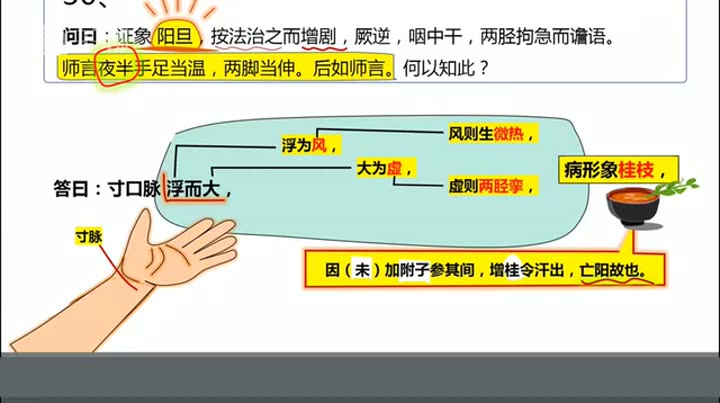 30、
问曰：证象阳旦，按法治之而增剧，厥逆，咽中干，两胫拘急而谵语。
师言夜半手足当温，两脚当伸。后如师言。何以知此？
浮为风，
风则生微热，
大为虚，
虚则两胫挛，
答曰：寸口脉浮而大，
病形象桂枝，
寸脉
因（未）加附子参其间，增桂令汗出，亡阳故也。